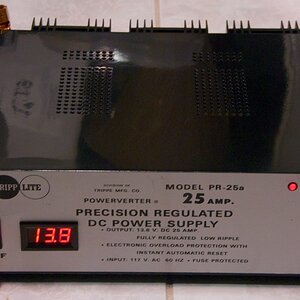 TRIPP LITE
DIVISION OF
TRIPPE MFG. CO.
MODEL PR-25a
POWERVERTER ®
25 AMP.
PRECISION REGULATED
DC POWER SUPPLY
• OUTPUT: 13.8 V. DC 25 AMP
FULLY REGULATED LOW RIPPLE
• ELECTRONIC OVERLOAD PROTECTION WITH
INSTANT AUTOMATIC RESET
• INPUT: 117 V. AC 60 HZ • FUSE PROTECTED
13.8